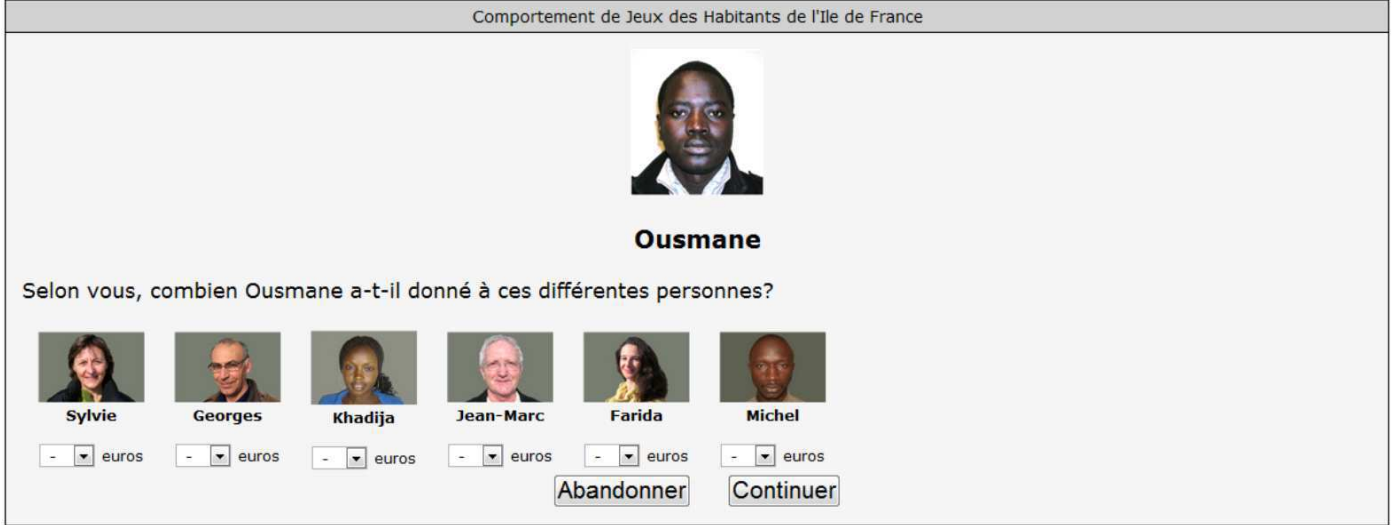 Comportement de Jeux des Habitants de l'Ile de France
Ousmane
Selon vous, combien Ousmane a-t-il donné à ces différentes personnes?
Sylvie Georges Khadija Jean-Marc Farida Michel
- euros - euros - euros - euros - euros - euros
Abandonner Continuer